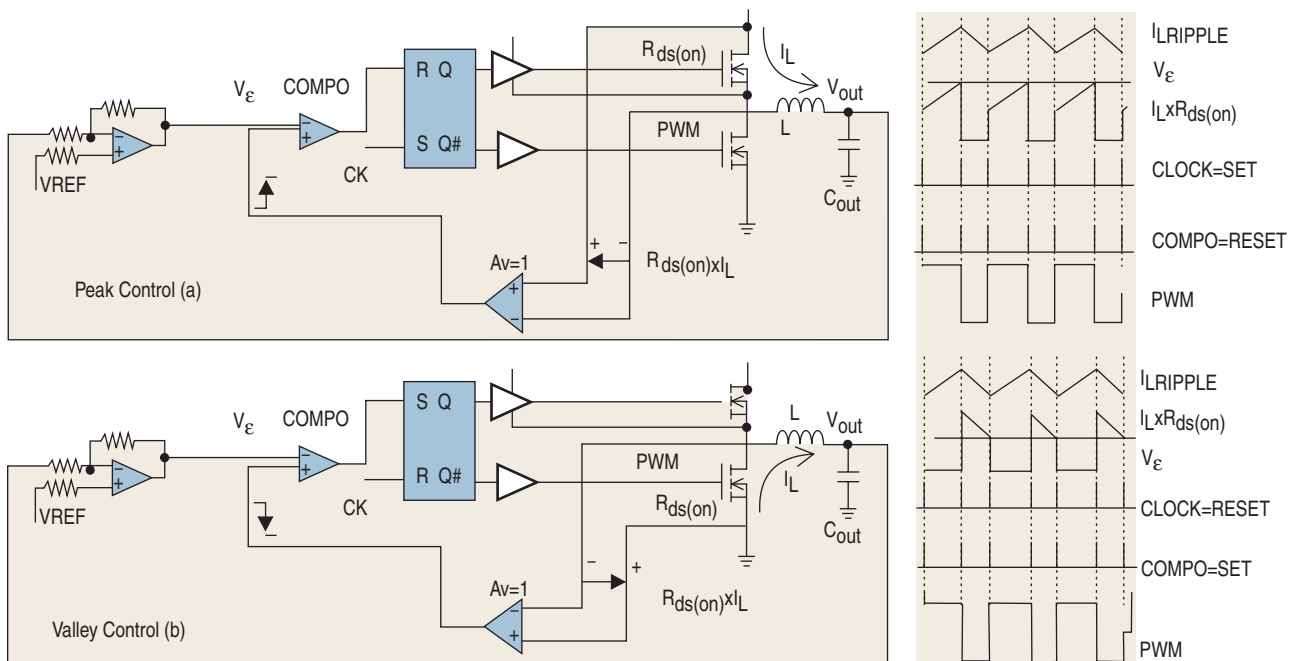 Vε
COMPO
R Q
S Q#
CK
VREF
Rds(on)
IL
Vout
L
PWM
Cout
+ −
Rds(on)xIL
Av=1
+
−
−
+
−
+
Peak Control (a)
ILRIPPLE
Vε
ILxRds(on)
CLOCK=SET
COMPO=RESET
PWM
Vε
COMPO
S Q
R Q#
CK
VREF
L
Vout
PWM
IL
Rds(on)
Cout
− +
Rds(on)xIL
Av=1
−
+
−
+
−
+
Valley Control (b)
ILRIPPLE
ILxRds(on)
Vε
CLOCK=RESET
COMPO=SET
PWM